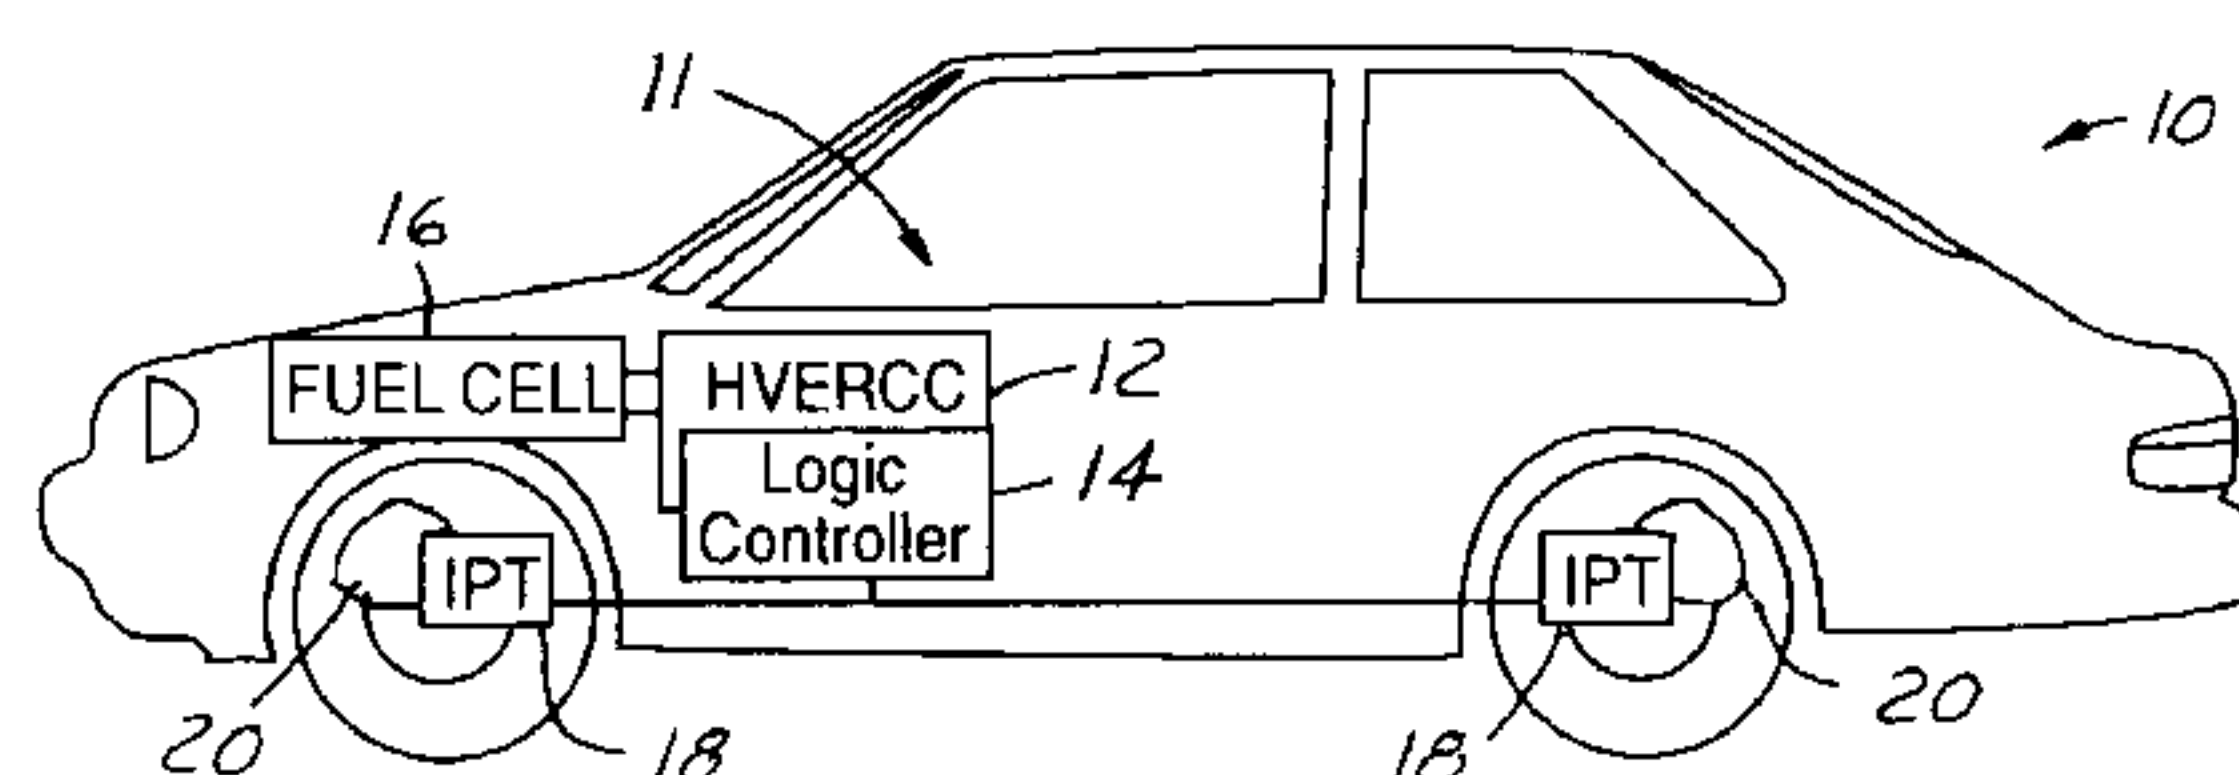 11
10
16
FUEL CELL
HVERCC
12
Logic
Controller
14
IPT
IPT
20
18
18
20